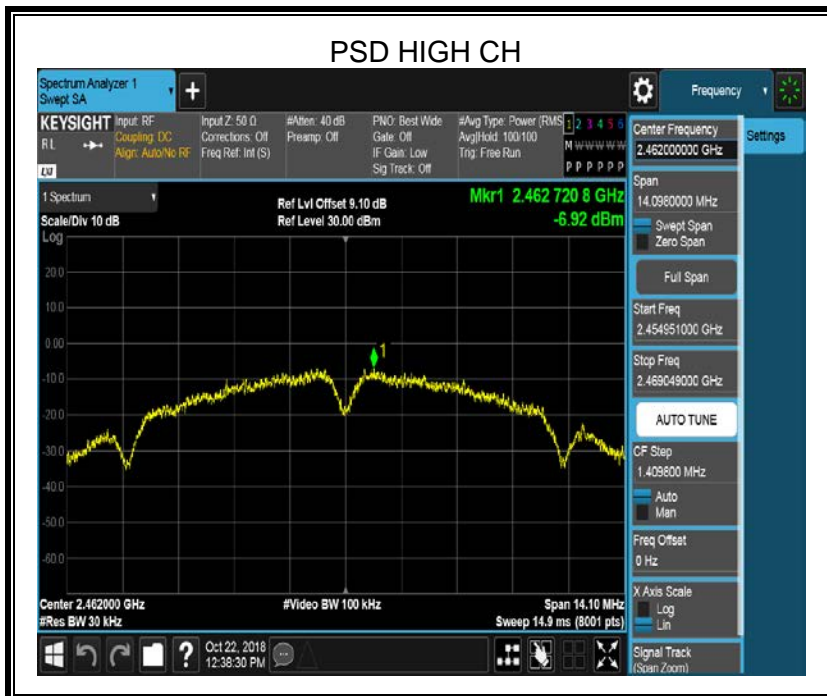 PSD HIGH CH
Spectrum Analyzer 1
Swept SA
+
Frequency
KEYSIGHT
RL
LXI
Input: RF
Coupling: DC
Align: Auto/No RF
Input Z: 50 Ω
Corrections: Off
Freq Ref: Int (S)
#Atten: 40 dB
Preamp: Off
PNO: Best Wide
Gate: Off
IF Gain: Low
Sig Track: Off
#Avg Type: Power (RMS
Avg|Hold: 100/100
Trig: Free Run
1 2 3 4 5 6
M W W W W W
P P P P P P
Center Frequency
2.462000000 GHz
Settings
1 Spectrum
Scale/Div 10 dB
Ref Lvl Offset 9.10 dB
Ref Level 30.00 dBm
Mkr1 2.462 720 8 GHz
-6.92 dBm
Span
14.0980000 MHz
Swept Span
Zero Span
Full Span
Start Freq
2.454951000 GHz
Stop Freq
2.469049000 GHz
AUTO TUNE
CF Step
1.409800 MHz
Auto
Man
Freq Offset
0 Hz
X Axis Scale
Log
Lin
Signal Track
(Span Zoom)
Log
20.0
10.0
0.00
-10.0
-20.0
-30.0
-40.0
-50.0
-60.0
1
Center 2.462000 GHz
#Res BW 30 kHz
#Video BW 100 kHz
Span 14.10 MHz
Sweep 14.9 ms (8001 pts)
?
Oct 22, 2018
12:38:30 PM